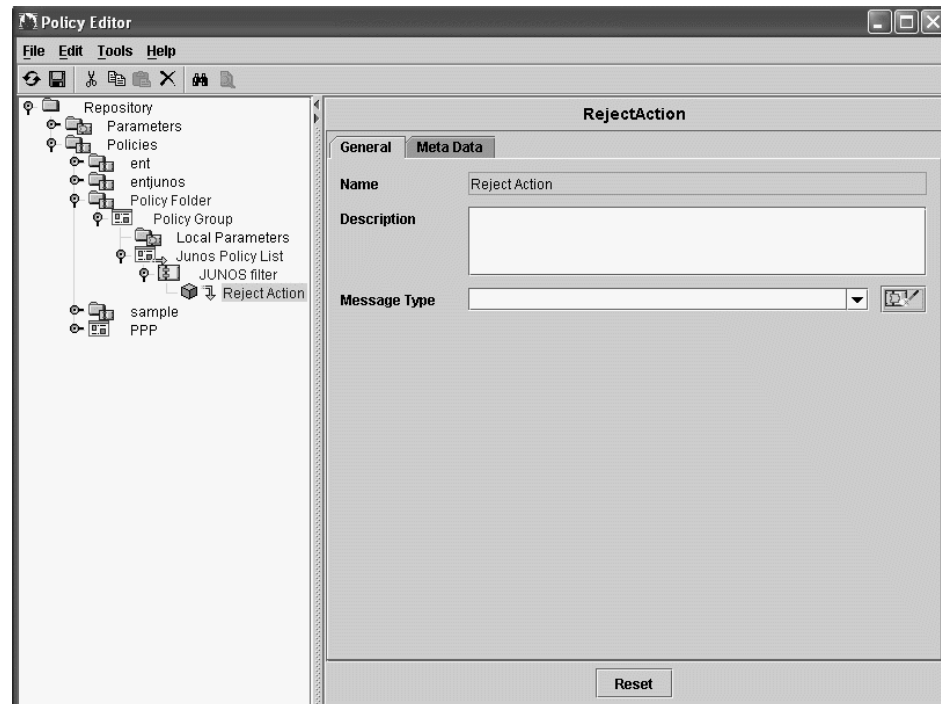 Policy Editor
File Edit Tools Help
Repository
Parameters
Policies
ent
entjunos
Policy Folder
Policy Group
Local Parameters
Junos Policy List
JUNOS filter
Reject Action
sample
PPP
RejectAction
General Meta Data
Name Reject Action
Description
Message Type
Reset